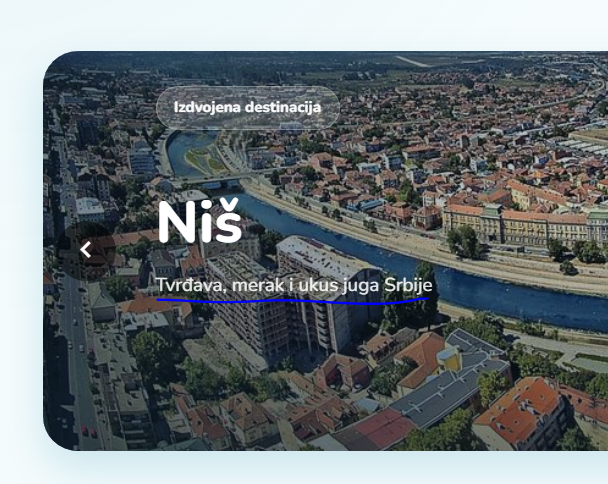 Izdvojena destinacija
Niš
Tvrđava, merak i ukus juga Srbije